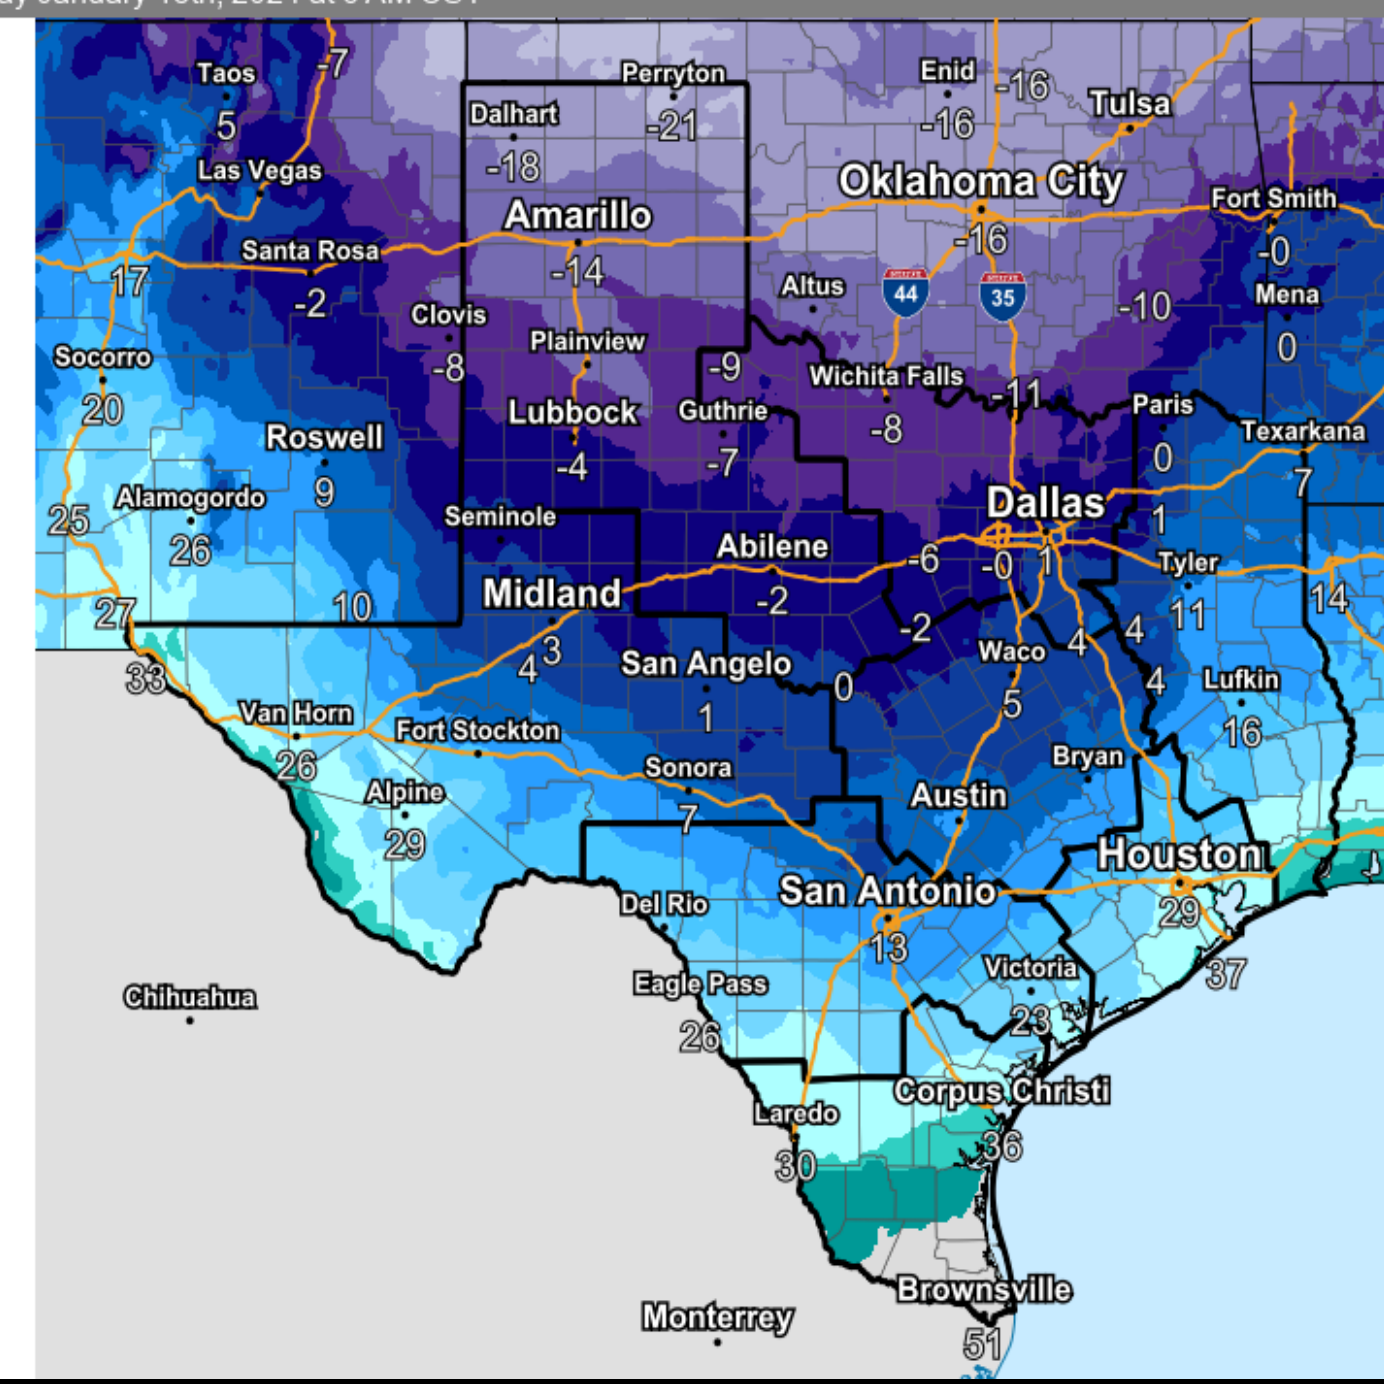 -7
Taos
5
Perryton
-21
Enid
-16
-16
Tulsa
Dalhart
-18
Las Vegas
Oklahoma City
-16
Fort Smith
-0
Amarillo
-14
Santa Rosa
-2
17
Altus
44
35
-10
Mena
0
Clovis
-8
Plainview
-9
Socorro
20
Wichita Falls
-8
-11
Paris
0
Lubbock
-4
Guthrie
-7
Texarkana
7
Roswell
9
Alamogordo
26
25
Seminole
Dallas
-0
1
1
Abilene
-2
-6
Tyler
11
14
Midland
3
4
27
10
-2
4
4
Waco
5
4
San Angelo
1
0
33
Lufkin
16
Van Horn
26
Fort Stockton
Sonora
7
Bryan
Alpine
29
Austin
Houston
29
San Antonio
13
Del Rio
Victoria
23
37
Eagle Pass
26
Chihuahua
Corpus Christi
36
Laredo
30
Brownsville
51
Monterrey